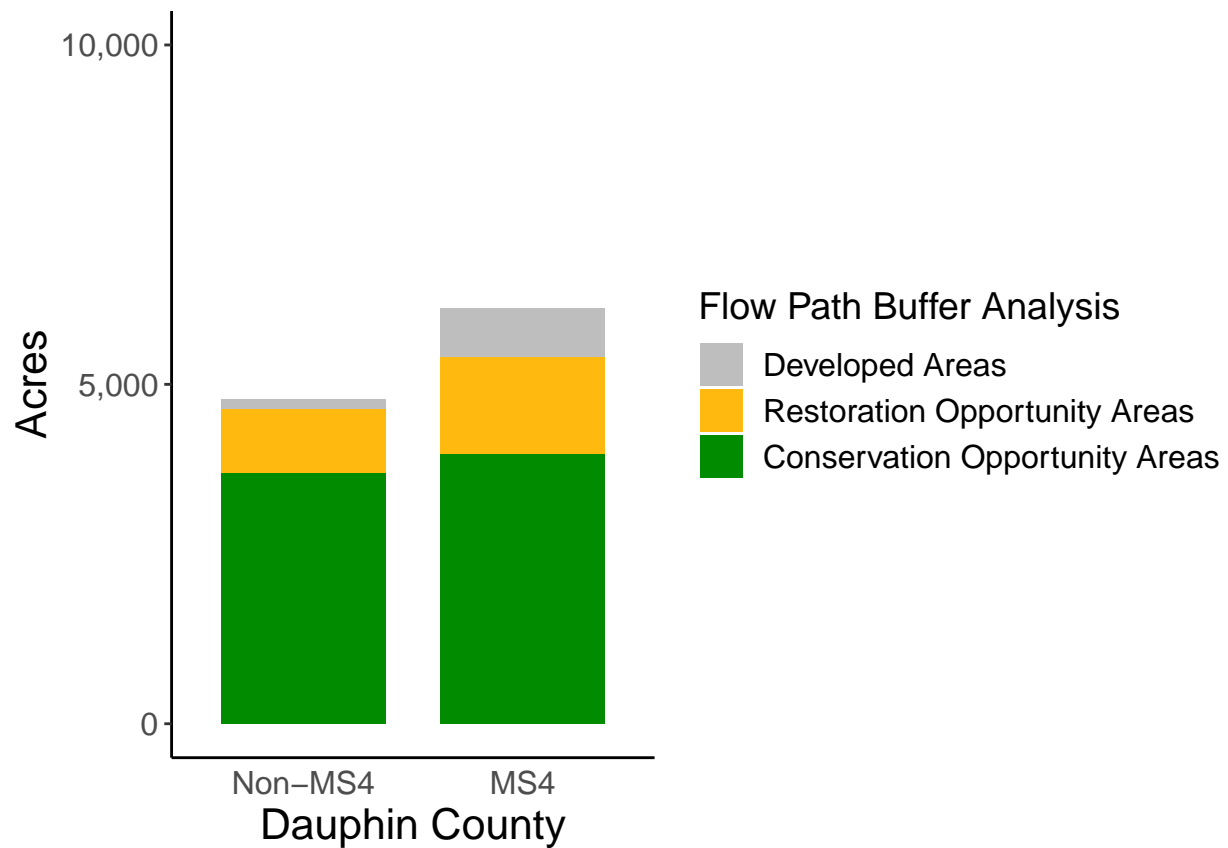 10,000
5,000
0
Acres
Non−MS4
MS4
Dauphin County
Flow Path Buffer Analysis
Developed Areas
Restoration Opportunity Areas
Conservation Opportunity Areas